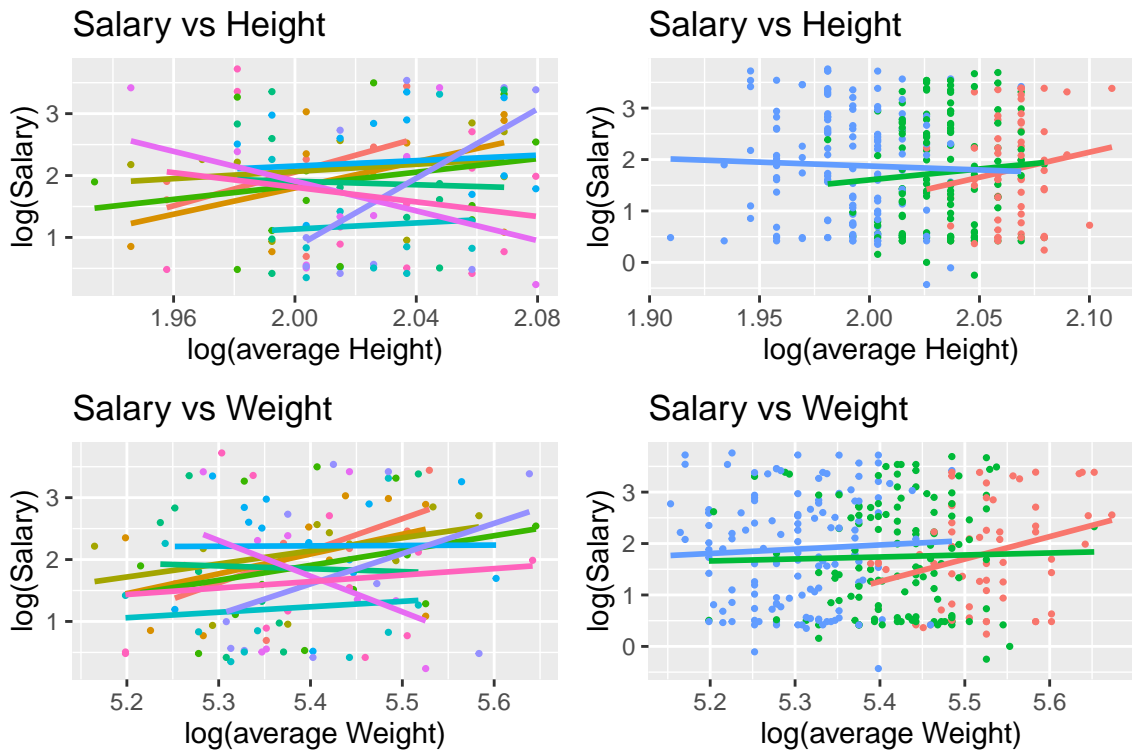 Salary vs Height
Salary vs Height
log(Salary)
3
2
1
1.96 2.00 2.04 2.08
log(average Height)
log(Salary)
3
2
1
0
1.90 1.95 2.00 2.05 2.10
log(average Height)
Salary vs Weight
Salary vs Weight
log(Salary)
3
2
1
5.2 5.3 5.4 5.5 5.6
log(average Weight)
log(Salary)
3
2
1
0
5.2 5.3 5.4 5.5 5.6
log(average Weight)